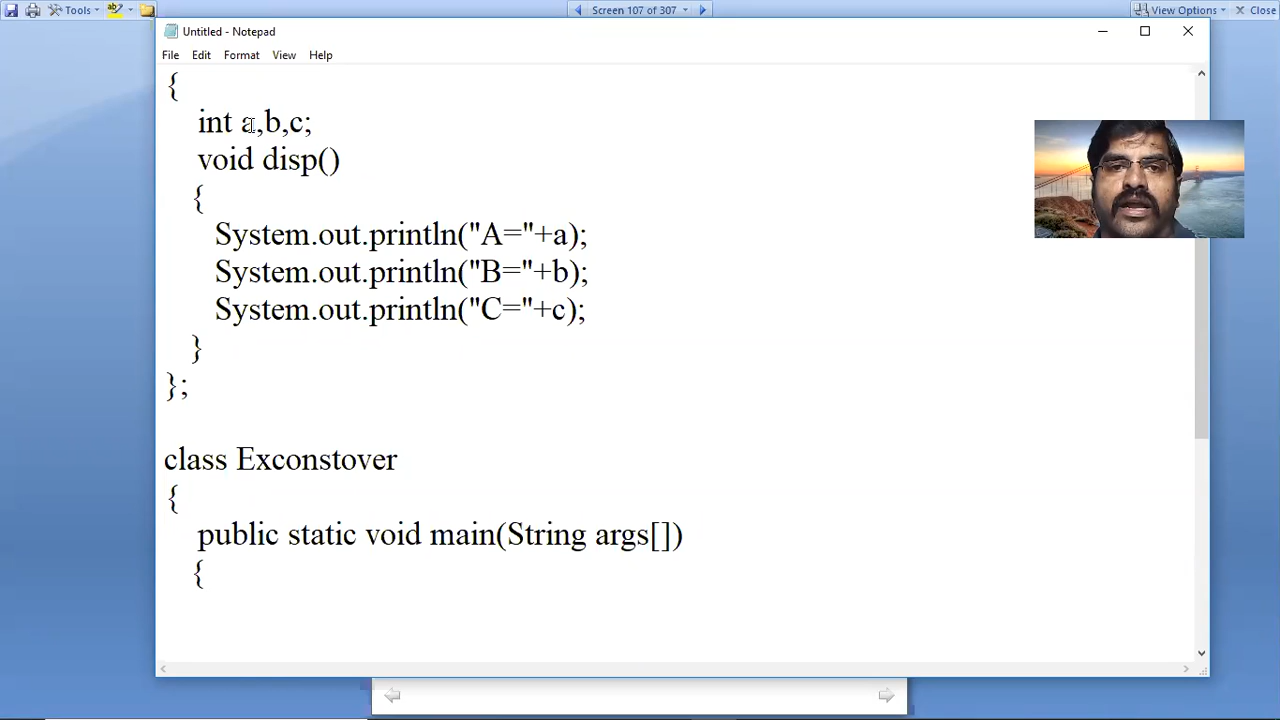 Tools
Screen 107 of 307
View Options
Close
Untitled - Notepad
File Edit Format View Help
{
int a,b,c;
void disp()
{
System.out.println("A="+a);
System.out.println("B="+b);
System.out.println("C="+c);
}
};
class Exconstover
{
public static void main(String args[])
{